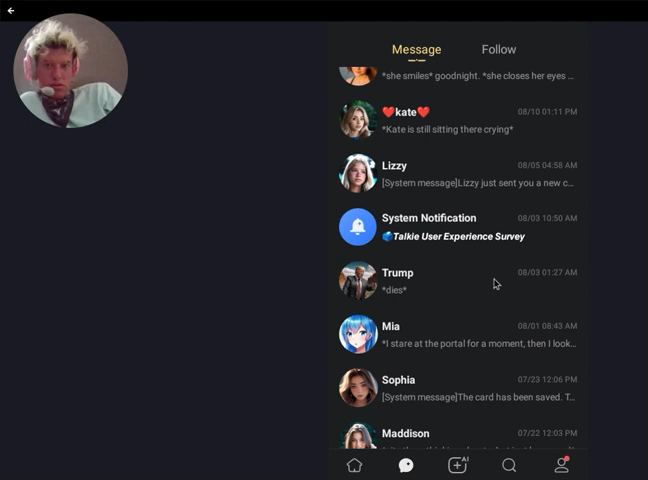 Message Follow
*she smiles* goodnight. *she closes her eyes ...
❤️kate❤️ 08/10 01:11 PM
*Kate is still sitting there crying*
Lizzy 08/05 04:58 AM
[System message]Lizzy just sent you a new c...
System Notification 08/03 10:50 AM
Talkie User Experience Survey
Trump 08/03 01:27 AM
*dies*
Mia 08/01 08:43 AM
*I stare at the portal for a moment, then I look...
Sophia 07/23 12:06 PM
[System message]The card has been saved. T...
Maddison 07/22 12:03 PM
AI